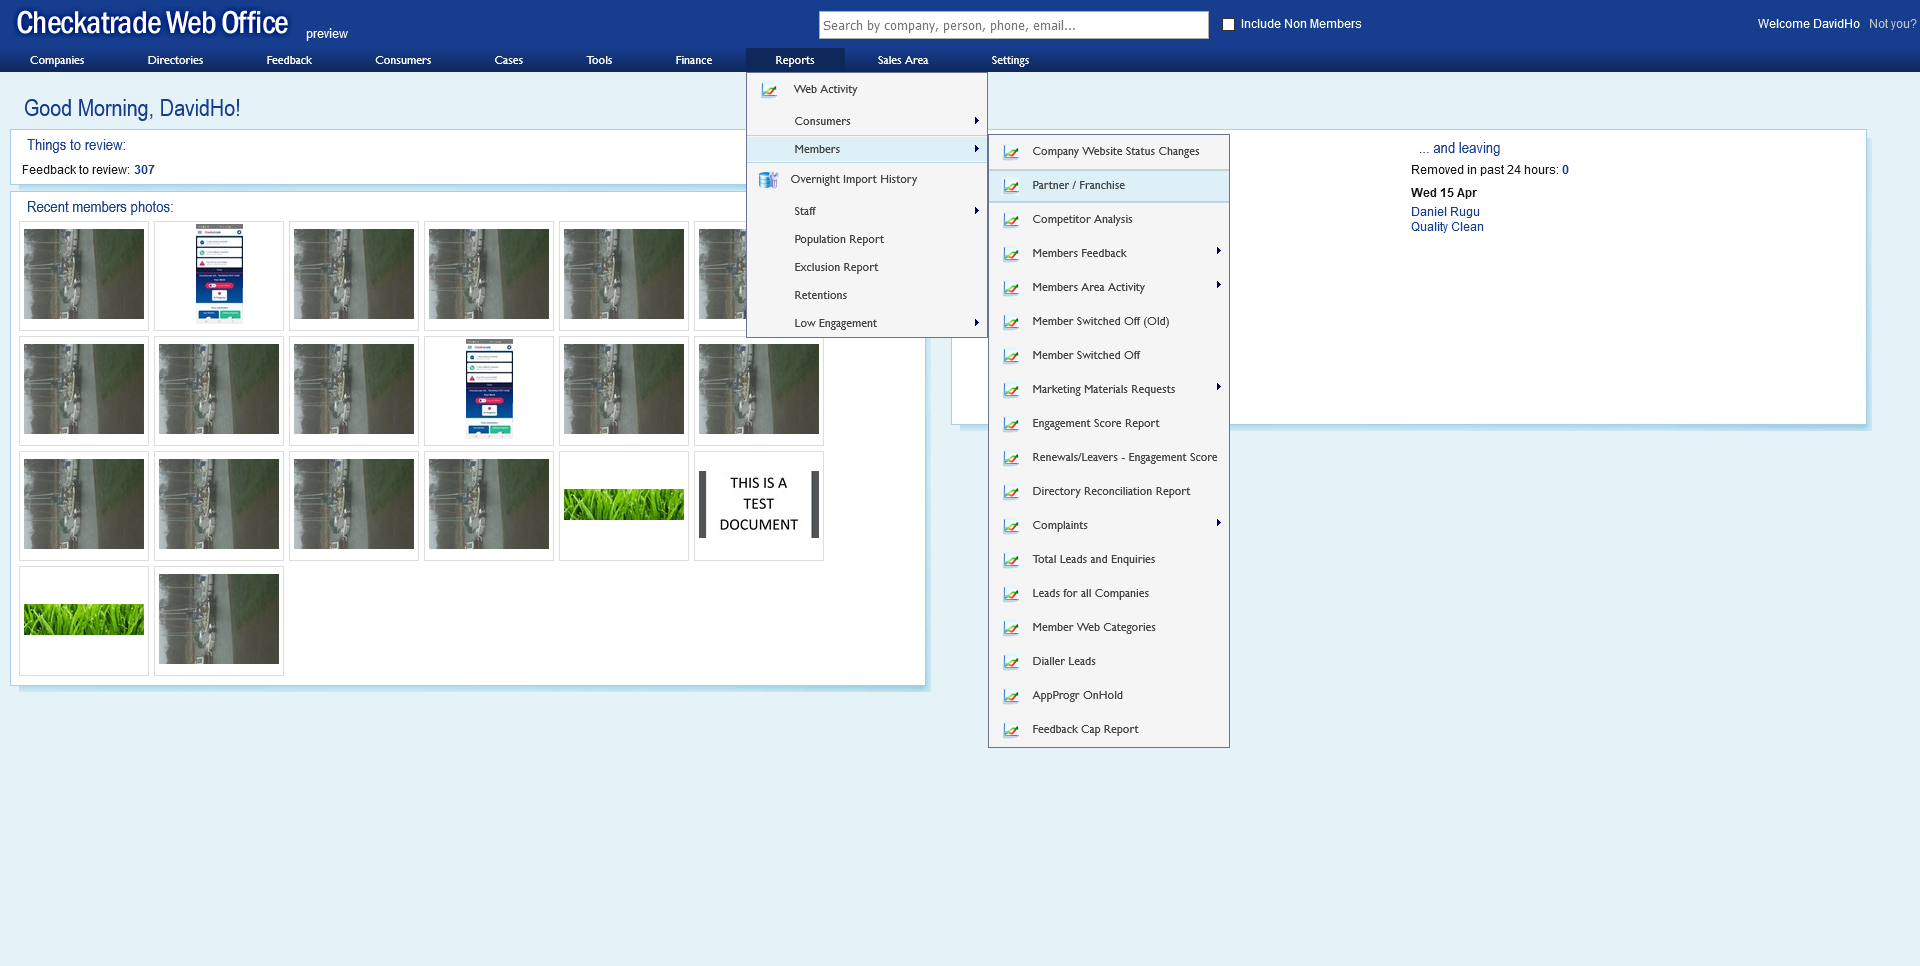 Checkatrade Web Office
preview
Search by company, person, phone, email...
Include Non Members
Welcome DavidHo Not you?
Companies
Directories
Feedback
Consumers
Cases
Tools
Finance
Reports
Sales Area
Settings
Good Morning, DavidHo!
Things to review:
Feedback to review: 307
Recent members photos:
THIS IS A
TEST
DOCUMENT
Web Activity
Consumers
Members
Overnight Import History
Staff
Population Report
Exclusion Report
Retentions
Low Engagement
Company Website Status Changes
Partner / Franchise
Competitor Analysis
Members Feedback
Members Area Activity
Member Switched Off (Old)
Member Switched Off
Marketing Materials Requests
Engagement Score Report
Renewals/Leavers - Engagement Score
Directory Reconciliation Report
Complaints
Total Leads and Enquiries
Leads for all Companies
Member Web Categories
Dialler Leads
AppProgr OnHold
Feedback Cap Report
... and leaving
Removed in past 24 hours: 0
Wed 15 Apr
Daniel Rugu
Quality Clean